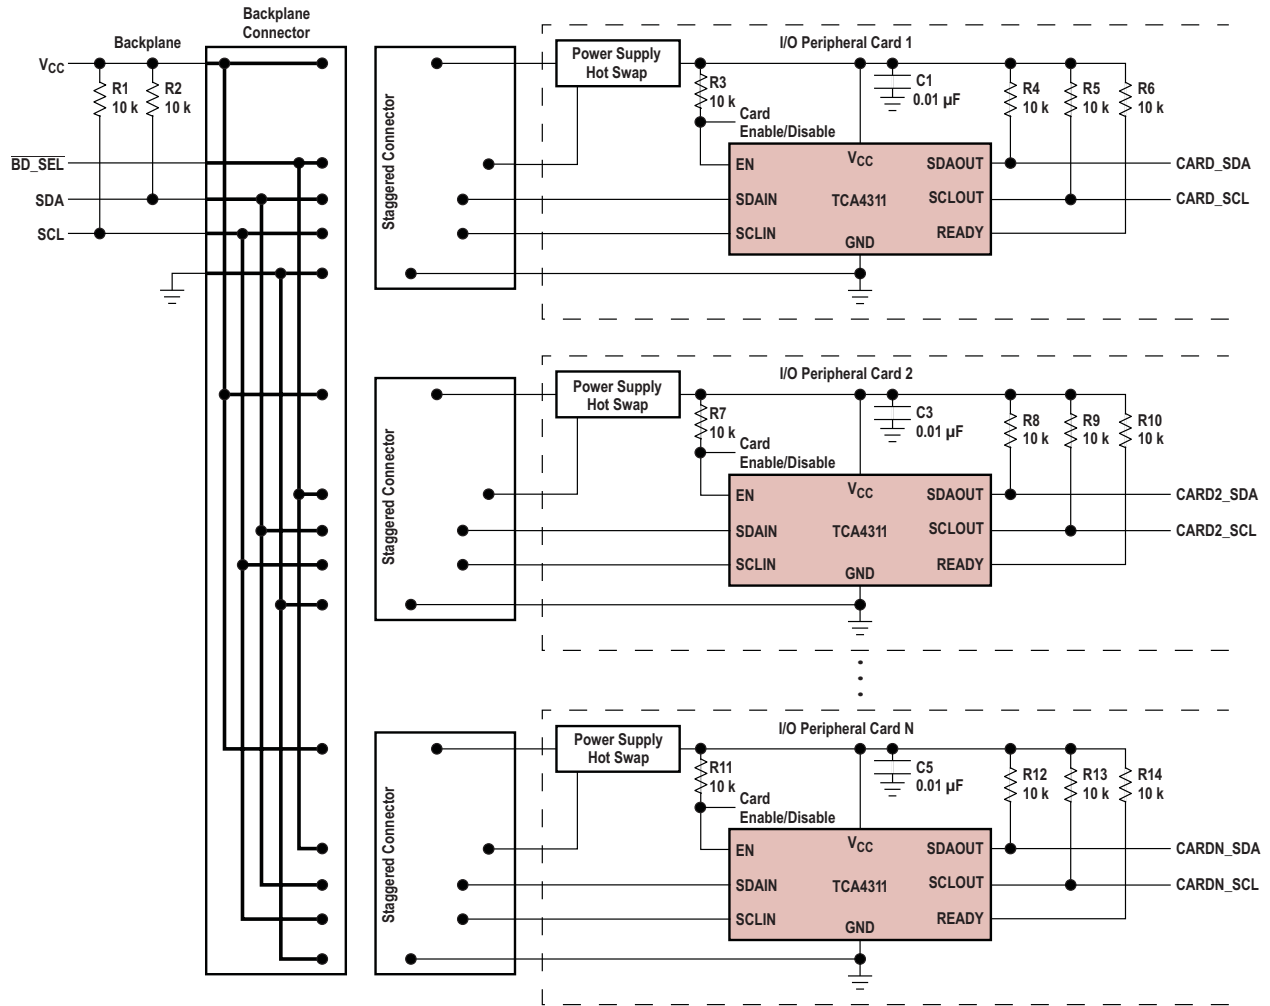 Backplane
Connector
Backplane
VCC
R1
10 k
R2
10 k
BD_SEL
SDA
SCL
Staggered Connector
I/O Peripheral Card 1
Power Supply
Hot Swap
R3
10 k
Card
Enable/Disable
C1
0.01 µF
R4
10 k
R5
10 k
R6
10 k
EN
VCC
SDAOUT
CARD_SDA
SDAIN
TCA4311
SCLOUT
CARD_SCL
SCLIN
GND
READY
Staggered Connector
I/O Peripheral Card 2
Power Supply
Hot Swap
R7
10 k
Card
Enable/Disable
C3
0.01 µF
R8
10 k
R9
10 k
R10
10 k
EN
VCC
SDAOUT
CARD2_SDA
SDAIN
TCA4311
SCLOUT
CARD2_SCL
SCLIN
GND
READY
Staggered Connector
I/O Peripheral Card N
Power Supply
Hot Swap
R11
10 k
Card
Enable/Disable
C5
0.01 µF
R12
10 k
R13
10 k
R14
10 k
EN
VCC
SDAOUT
CARDN_SDA
SDAIN
TCA4311
SCLOUT
CARDN_SCL
SCLIN
GND
READY